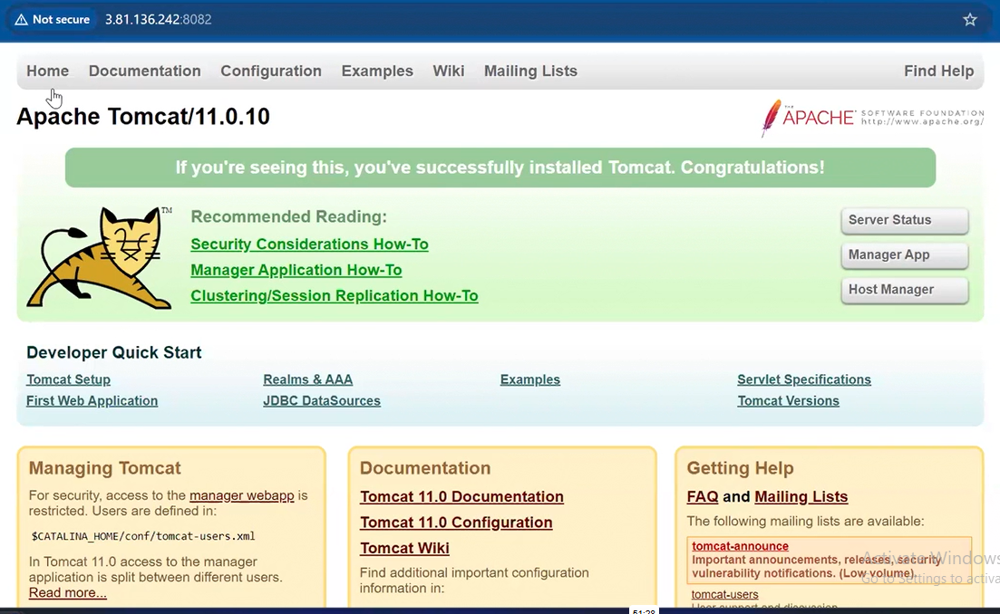 Not secure 3.81.136.242:8082
Home Documentation Configuration Examples Wiki Mailing Lists Find Help
Apache Tomcat/11.0.10
THE APACHE SOFTWARE FOUNDATION
http://www.apache.org/
If you're seeing this, you've successfully installed Tomcat. Congratulations!
TM
Recommended Reading:
Security Considerations How-To
Manager Application How-To
Clustering/Session Replication How-To
Server Status
Manager App
Host Manager
Developer Quick Start
Tomcat Setup
First Web Application
Realms & AAA
JDBC DataSources
Examples
Servlet Specifications
Tomcat Versions
Managing Tomcat
For security, access to the manager webapp is
restricted. Users are defined in:
$CATALINA_HOME/conf/tomcat-users.xml
In Tomcat 11.0 access to the manager
application is split between different users.
Read more...
Documentation
Tomcat 11.0 Documentation
Tomcat 11.0 Configuration
Tomcat Wiki
Find additional important configuration
information in:
Getting Help
FAQ and Mailing Lists
The following mailing lists are available:
tomcat-announce
Important announcements, releases, security
vulnerability notifications. (Low volume).
tomcat-users
User support and discussion
Activate Windows
Go to Settings to activa
51:28